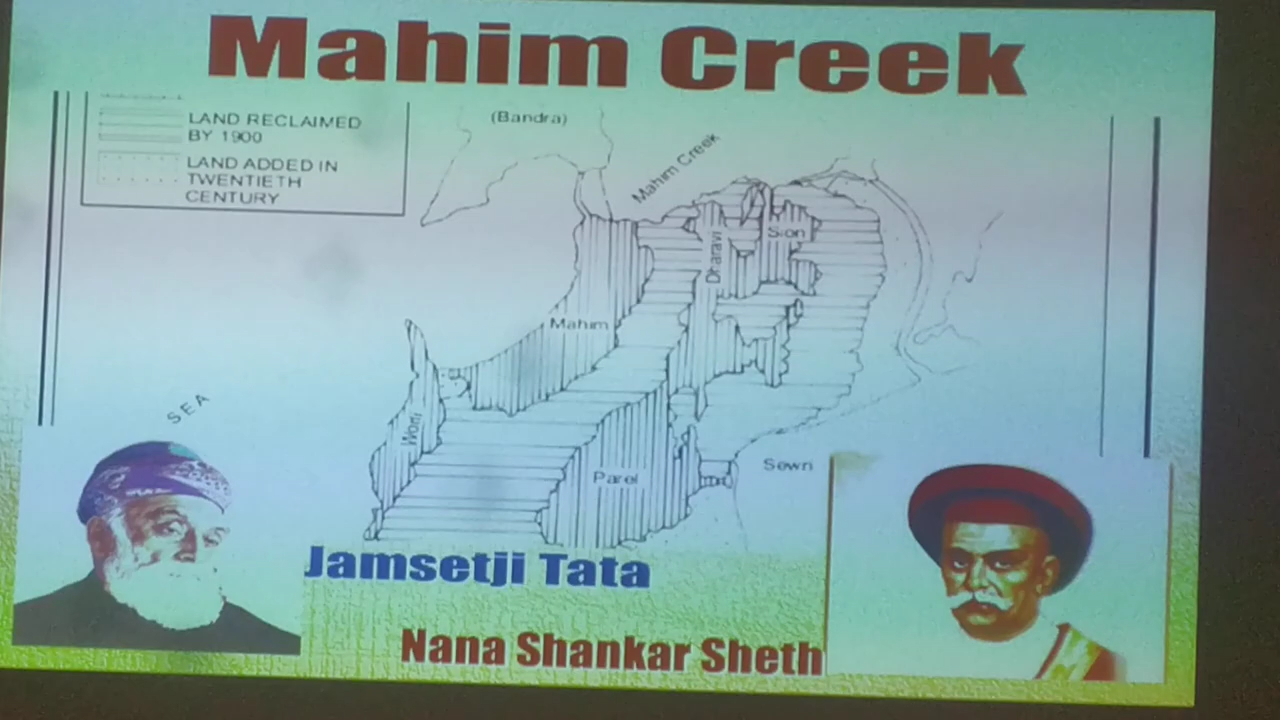 Mahim Creek
LAND RECLAIMED
BY 1900
LAND ADDED IN
TWENTIETH
CENTURY
(Bandra)
Mahim Creek
Sion
Dharavi
Mahim
SEA
Worli
Parel
Sewri
Jamsetji Tata
Nana Shankar Sheth